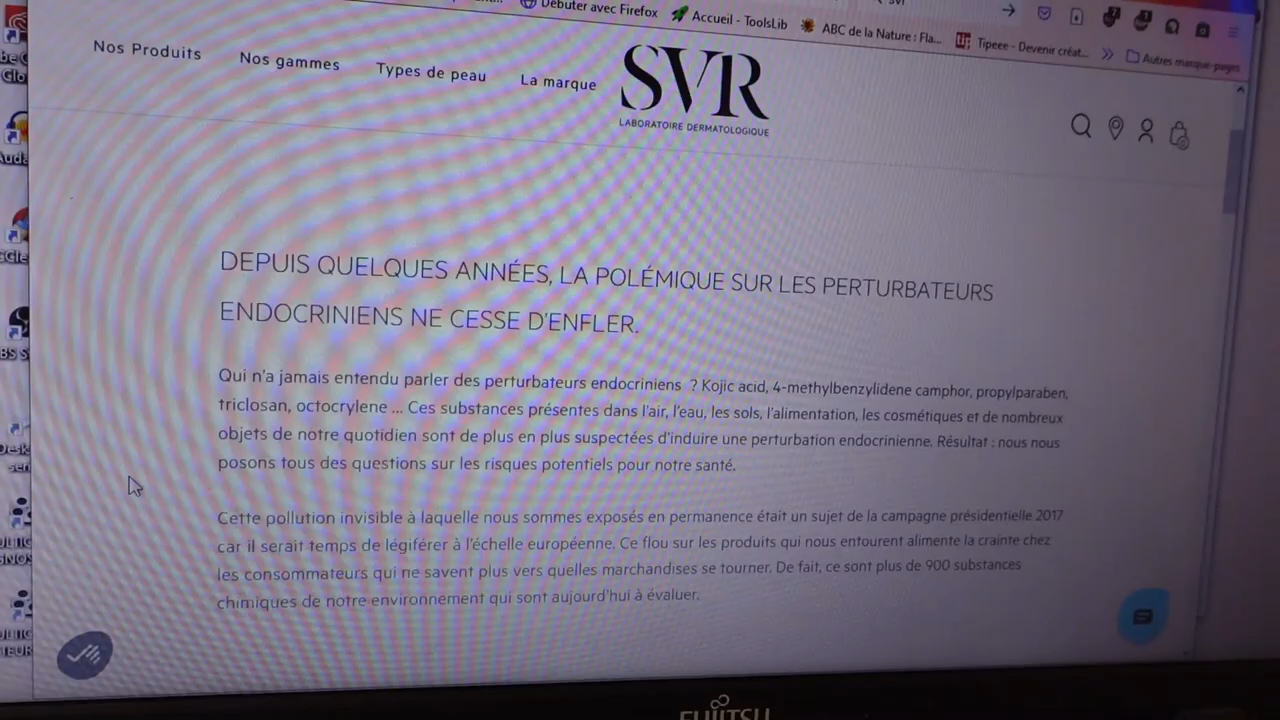 Débuter avec Firefox
Accueil - ToolsLib
ABC de la Nature : Fla...
Tipeee - Devenir créat...
Autres marque-pages
Nos Produits
Nos gammes
Types de peau
La marque
SVR
LABORATOIRE DERMATOLOGIQUE
DEPUIS QUELQUES ANNÉES, LA POLÉMIQUE SUR LES PERTURBATEURS
ENDOCRINIENS NE CESSE D'ENFLER.
Qui n'a jamais entendu parler des perturbateurs endocriniens ? Kojic acid, 4-methylbenzylidene camphor, propylparaben,
triclosan, octocrylene ... Ces substances présentes dans l'air, l'eau, les sols, l'alimentation, les cosmétiques et de nombreux
objets de notre quotidien sont de plus en plus suspectées d'induire une perturbation endocrinienne. Résultat : nous nous
posons tous des questions sur les risques potentiels pour notre santé.
Cette pollution invisible à laquelle nous sommes exposés en permanence était un sujet de la campagne présidentielle 2017
car il serait temps de légiférer à l'échelle européenne. Ce flou sur les produits qui nous entourent alimente la crainte chez
les consommateurs qui ne savent plus vers quelles marchandises se tourner. De fait, ce sont plus de 900 substances
chimiques de notre environnement qui sont aujourd'hui à évaluer.
FUJITSU